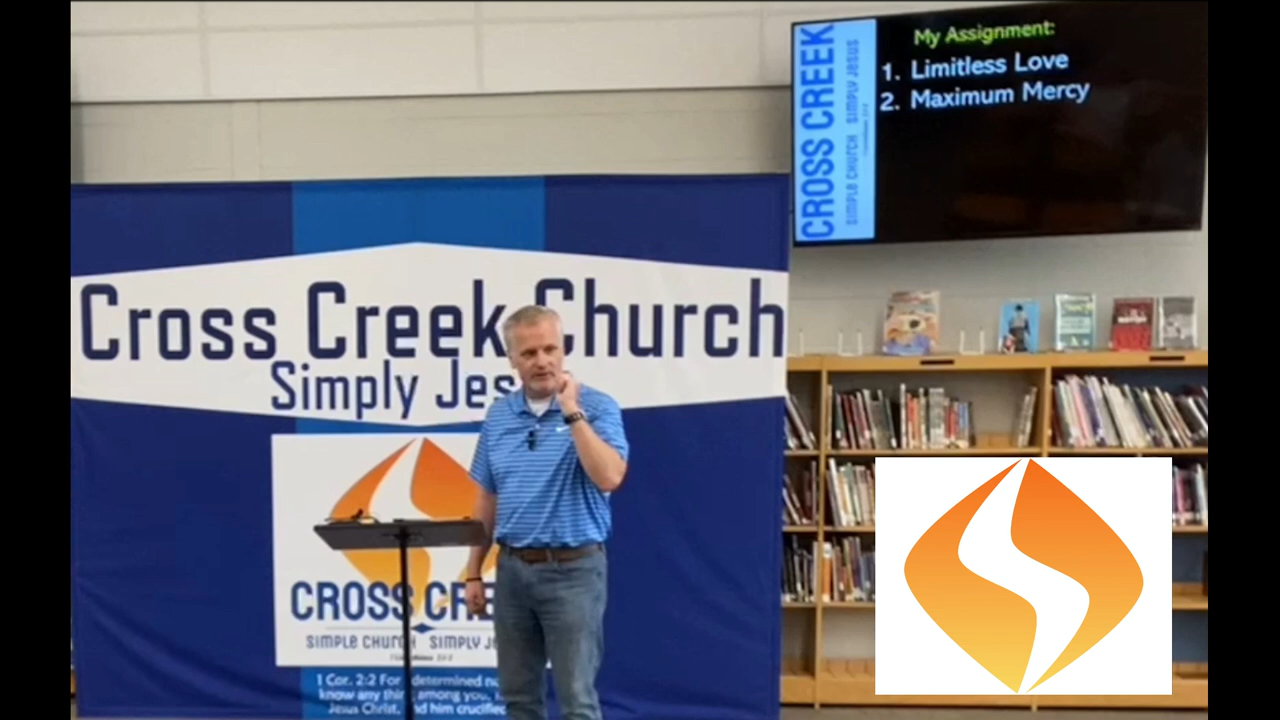 My Assignment:
1. Limitless Love
2. Maximum Mercy
CROSS CREEK
SIMPLE CHURCH SIMPLY JESUS
Cross Creek Church
Simply Jes
CROSS CRE
SIMPLE CHURCH SIMPLY JE
1 Cor. 2:2 For I determined no
know any thing among you,
Jesus Christ, and him crucified